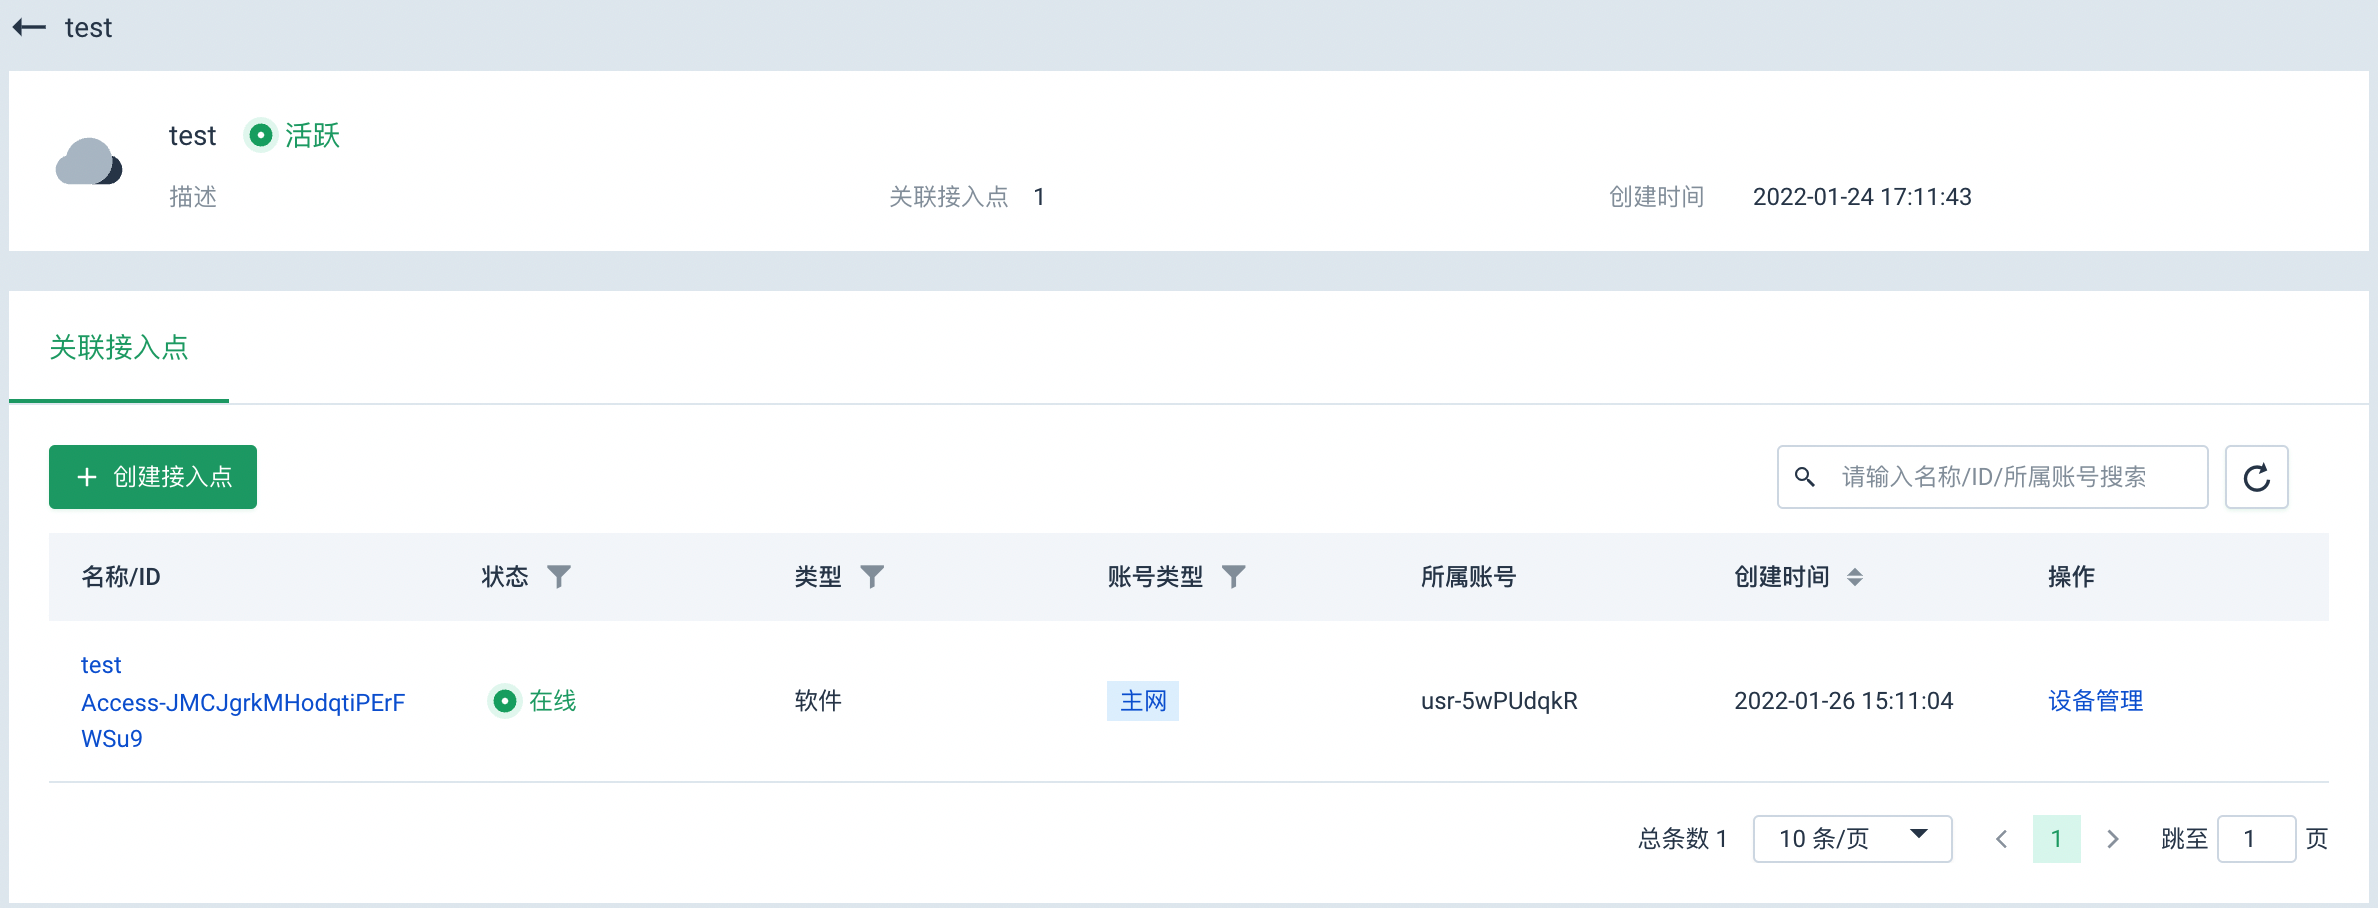 test
test 活跃
描述 关联接入点 1 创建时间 2022-01-24 17:11:43
关联接入点
创建接入点 请输入名称/ID/所属账号搜索
名称/ID 状态 类型 账号类型 所属账号 创建时间 操作
test
Access-JMCJgrkMHodqtiPErF
WSu9
在线 软件 主网 usr-5wPUdqkR 2022-01-26 15:11:04 设备管理
总条数 1 10 条/页 1 跳至 1 页